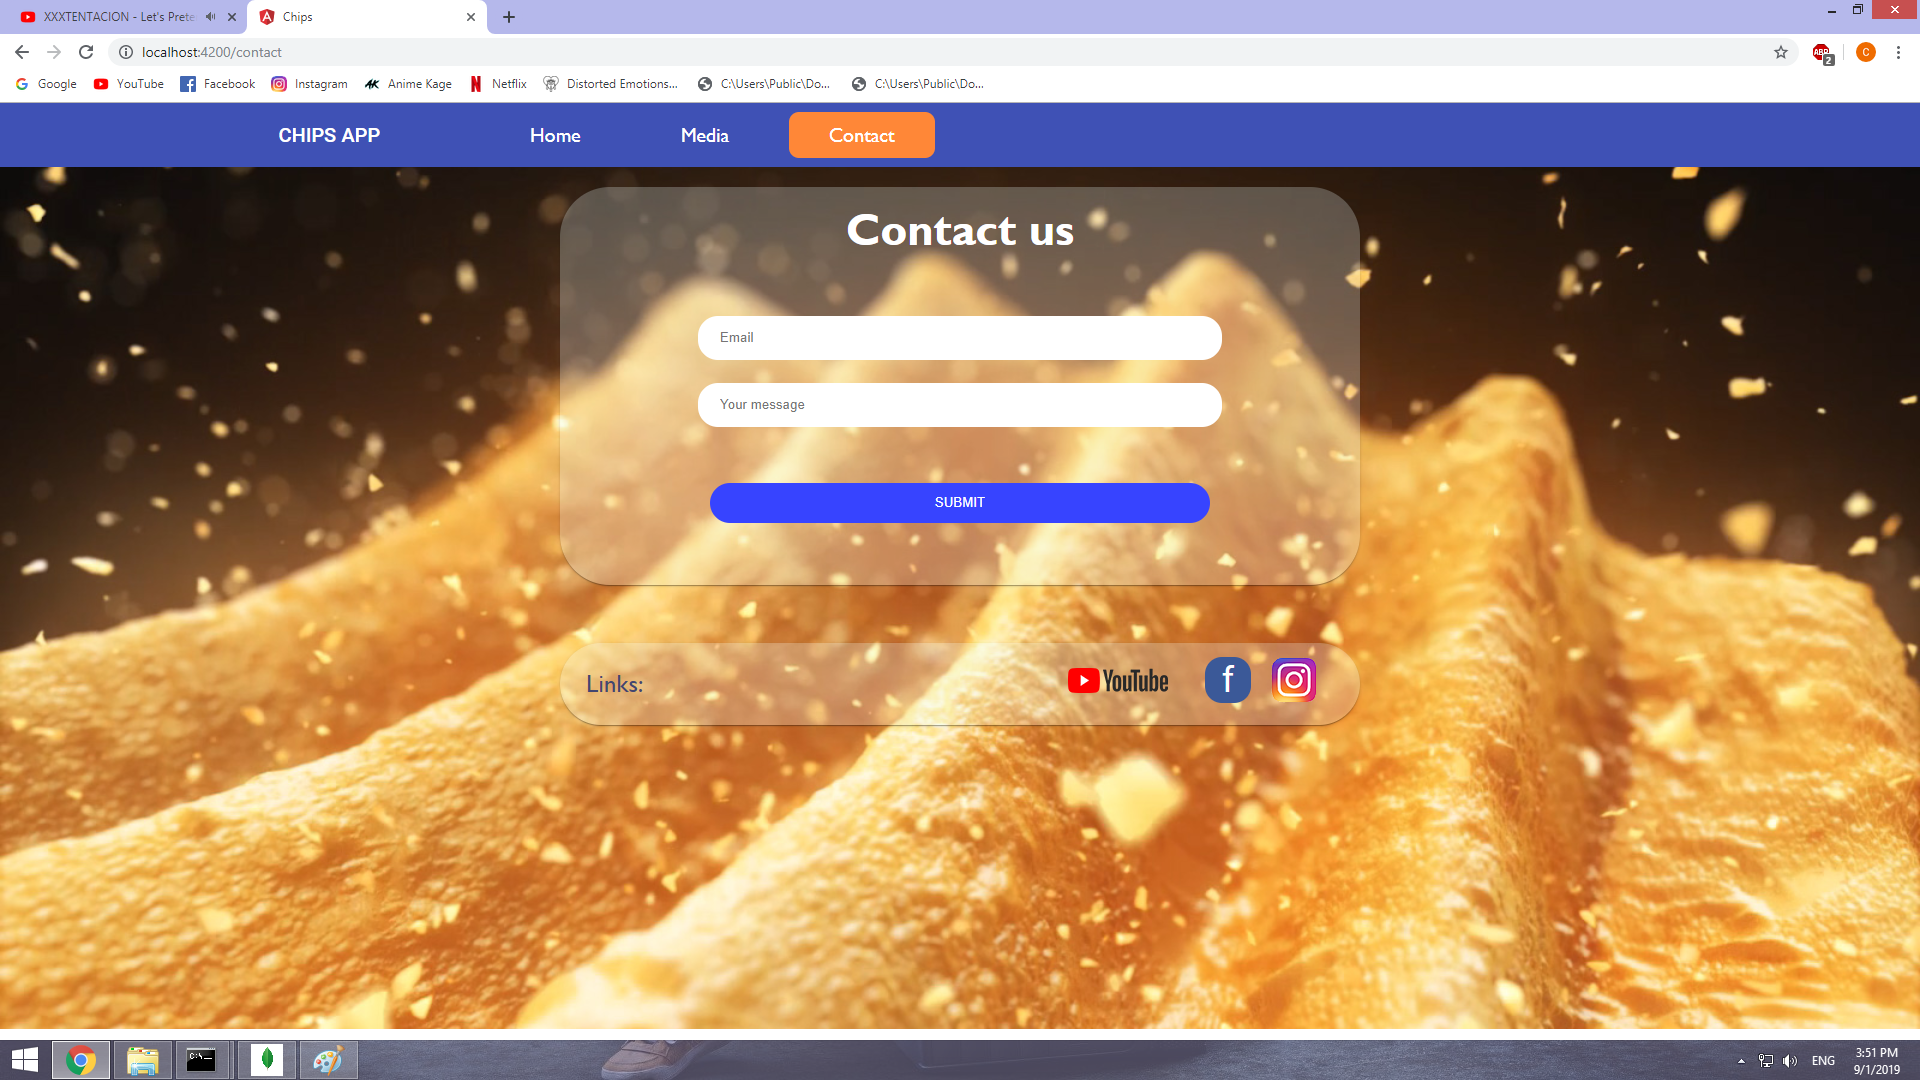 XXXTENTACION - Let's Prete
Chips
localhost:4200/contact
ABP
2
C
Google
YouTube
Facebook
Instagram
Anime Kage
Netflix
Distorted Emotions...
C:\Users\Public\Do...
C:\Users\Public\Do...
CHIPS APP
Home
Media
Contact
Contact us
Email
Your message
SUBMIT
Links:
YouTube
f
C:\.
ENG
3:51 PM
9/1/2019